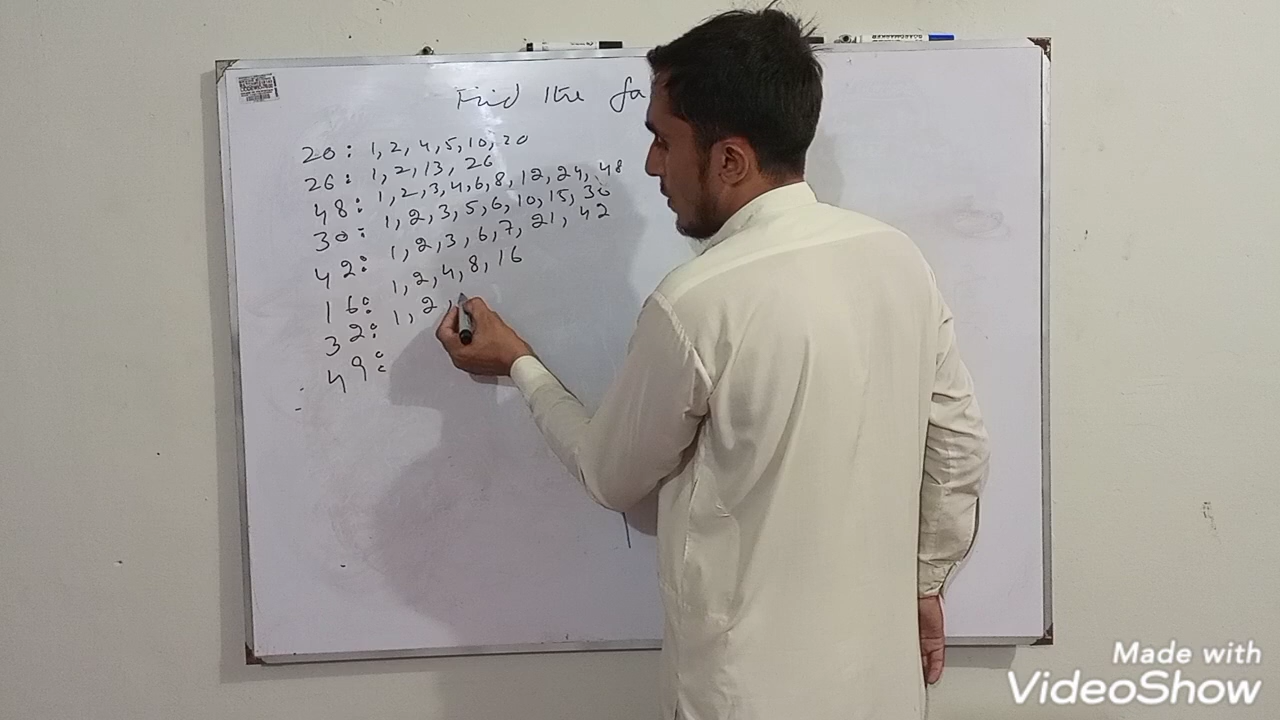 Find the fa
20: 1, 2, 4, 5, 10, 20
26: 1, 2, 13, 26
48: 1, 2, 3, 4, 6, 8, 12, 24, 48
30: 1, 2, 3, 5, 6, 10, 15, 30
42: 1, 2, 3, 6, 7, 21, 42
16: 1, 2, 4, 8, 16
32: 1, 2,
49:
Made with
VideoShow